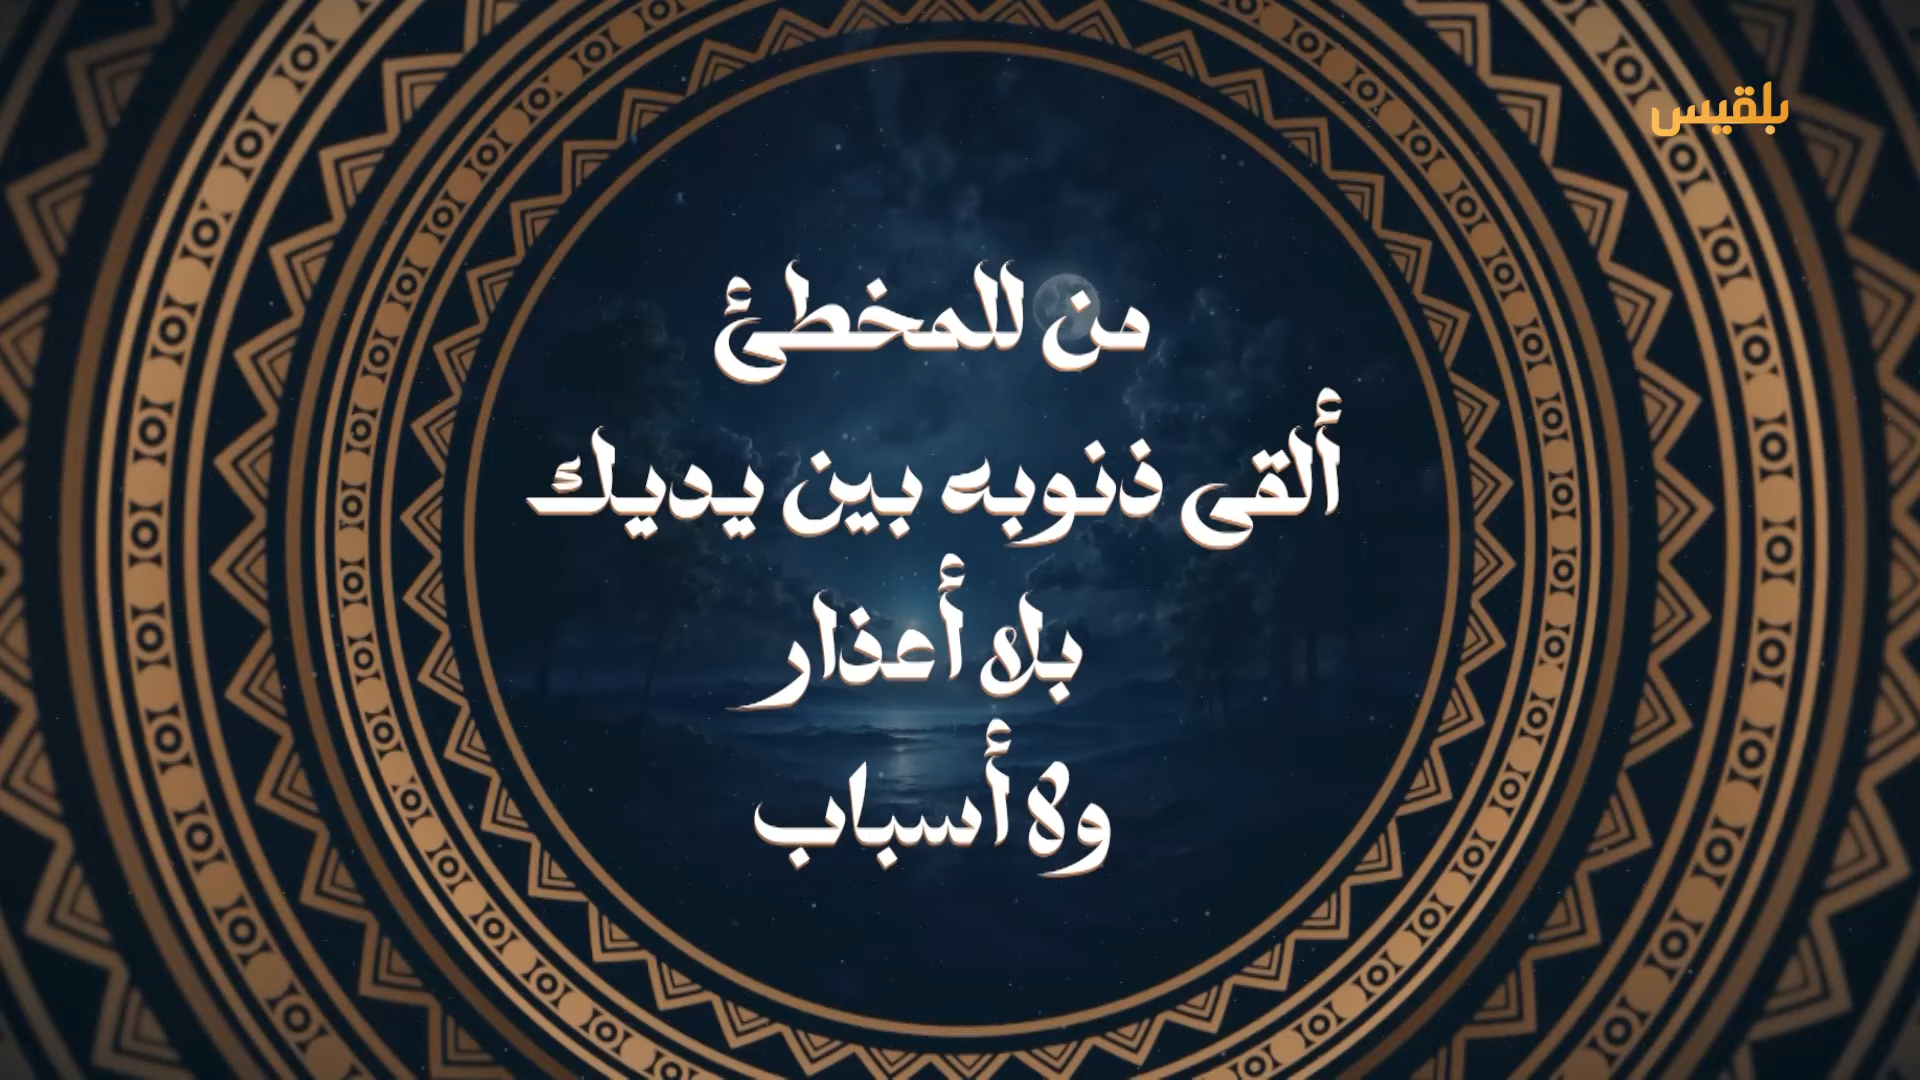 بلقيس
من للمخطئ
ألقى ذنوبه بين يديك
بلا أعذار
ولا أسباب